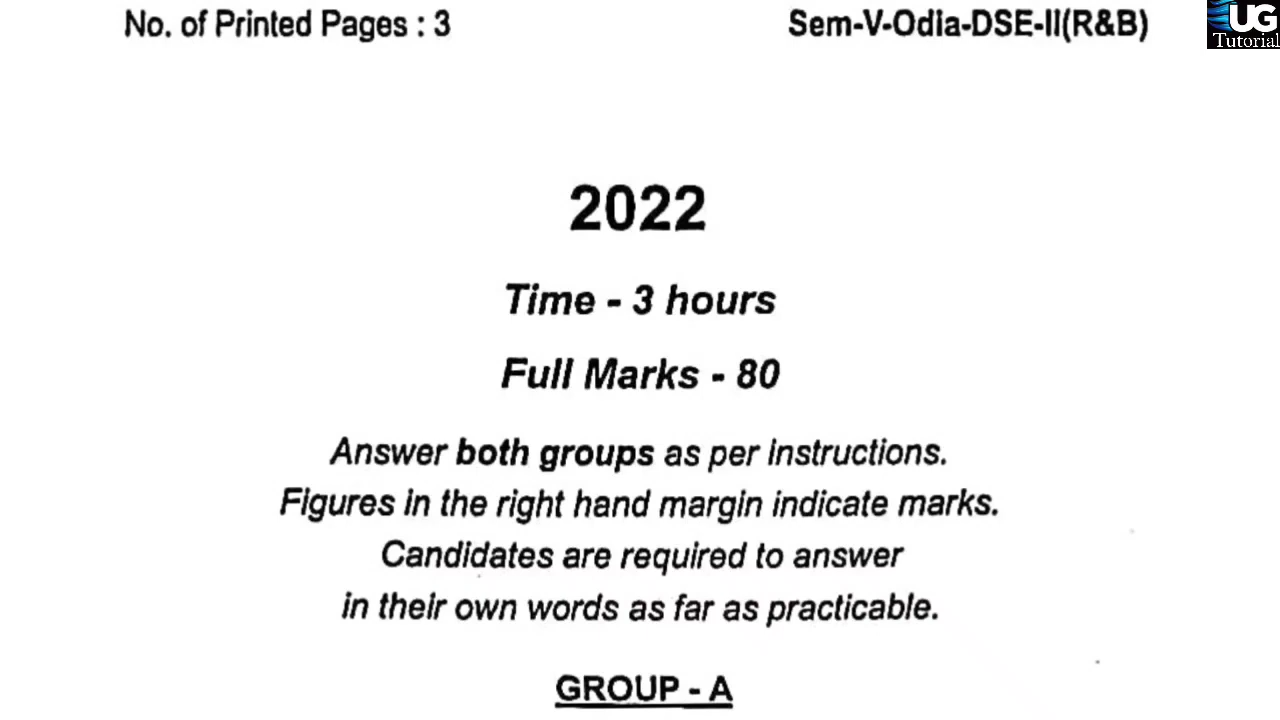 No. of Printed Pages : 3
Sem-V-Odia-DSE-II(R&B)
UG
Tutorial
2022
Time - 3 hours
Full Marks - 80
Answer both groups as per instructions.
Figures in the right hand margin indicate marks.
Candidates are required to answer
in their own words as far as practicable.
GROUP - A